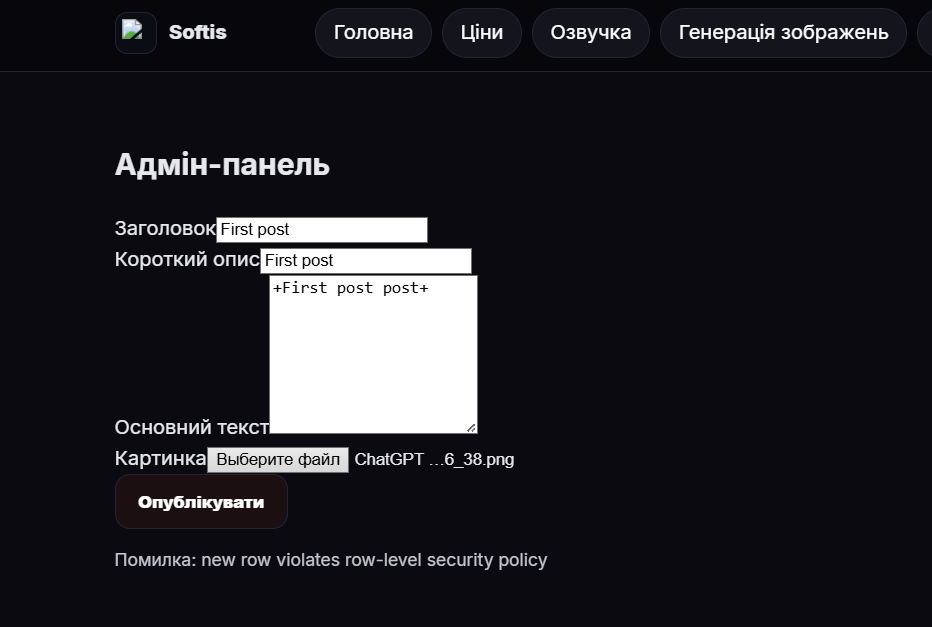 Softis Головна Ціни Озвучка Генерація зображень
Адмін-панель
Заголовок First post
Короткий опис First post
+First post post+
Основний текст
Картинка Выберите файл ChatGPT ...6_38.png
Опублікувати
Помилка: new row violates row-level security policy